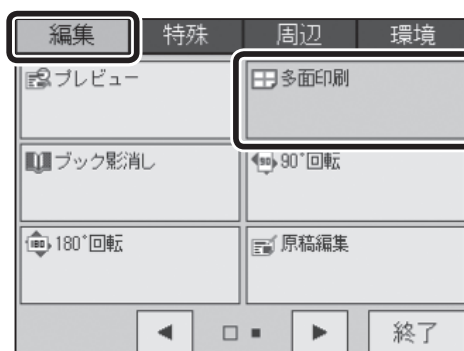 編集 特殊 周辺 環境
プレビュー 多面印刷
ブック影消し 90°回転
180°回転 原稿編集
終了